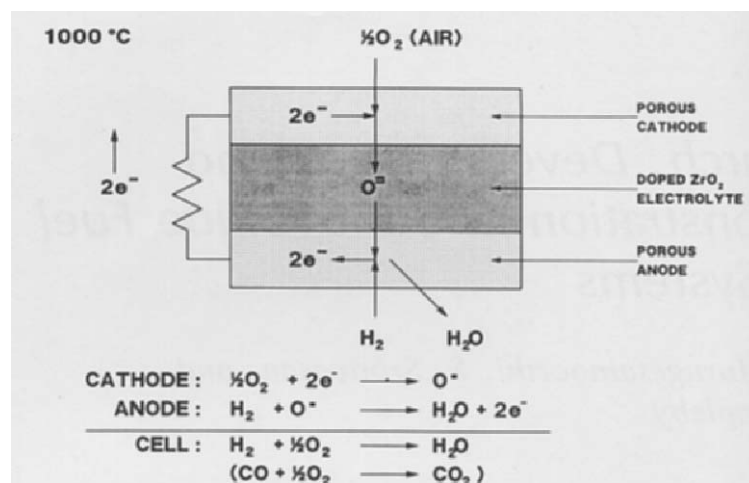 1000 °C
½O₂ (AIR)
2e⁻
POROUS
CATHODE
2e⁻
O⁼
DOPED ZrO₂
ELECTROLYTE
2e⁻
POROUS
ANODE
H₂
H₂O
CATHODE: ½O₂ + 2e⁻ → O⁼
ANODE: H₂ + O⁼ → H₂O + 2e⁻
CELL: H₂ + ½O₂ → H₂O
(CO + ½O₂ → CO₂)